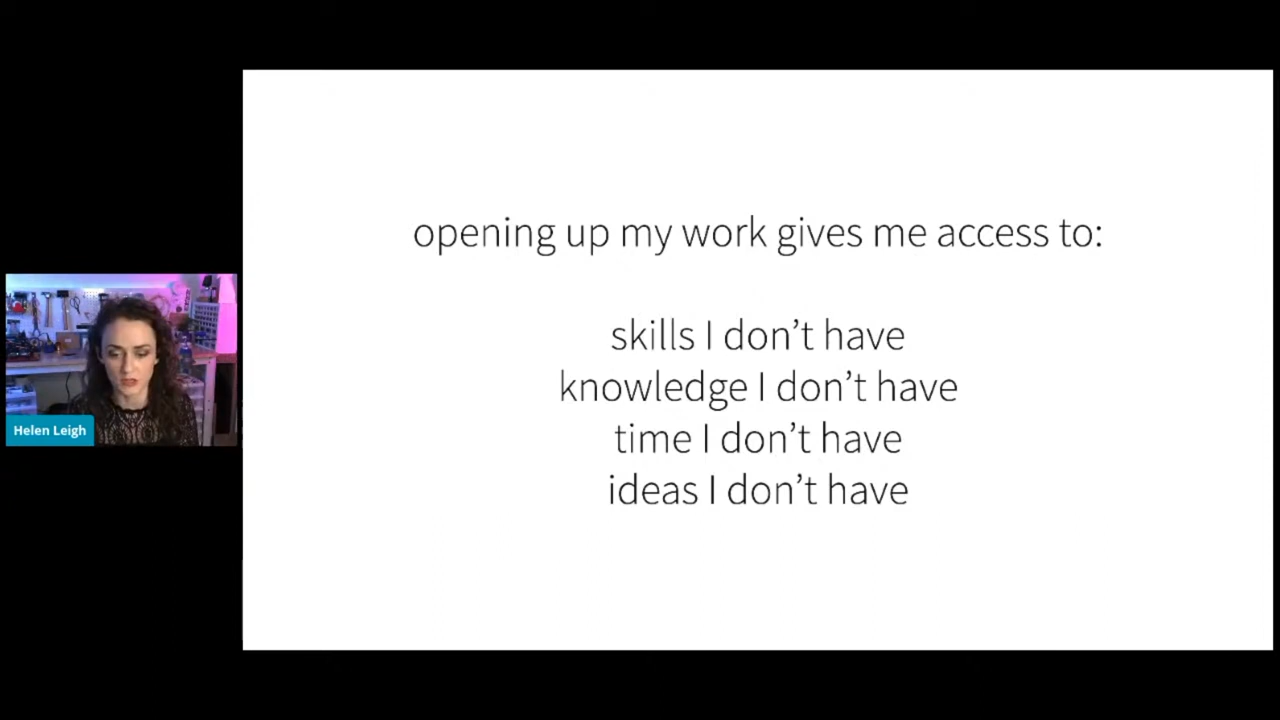 opening up my work gives me access to:
skills I don’t have
knowledge I don’t have
time I don’t have
ideas I don’t have
Helen Leigh